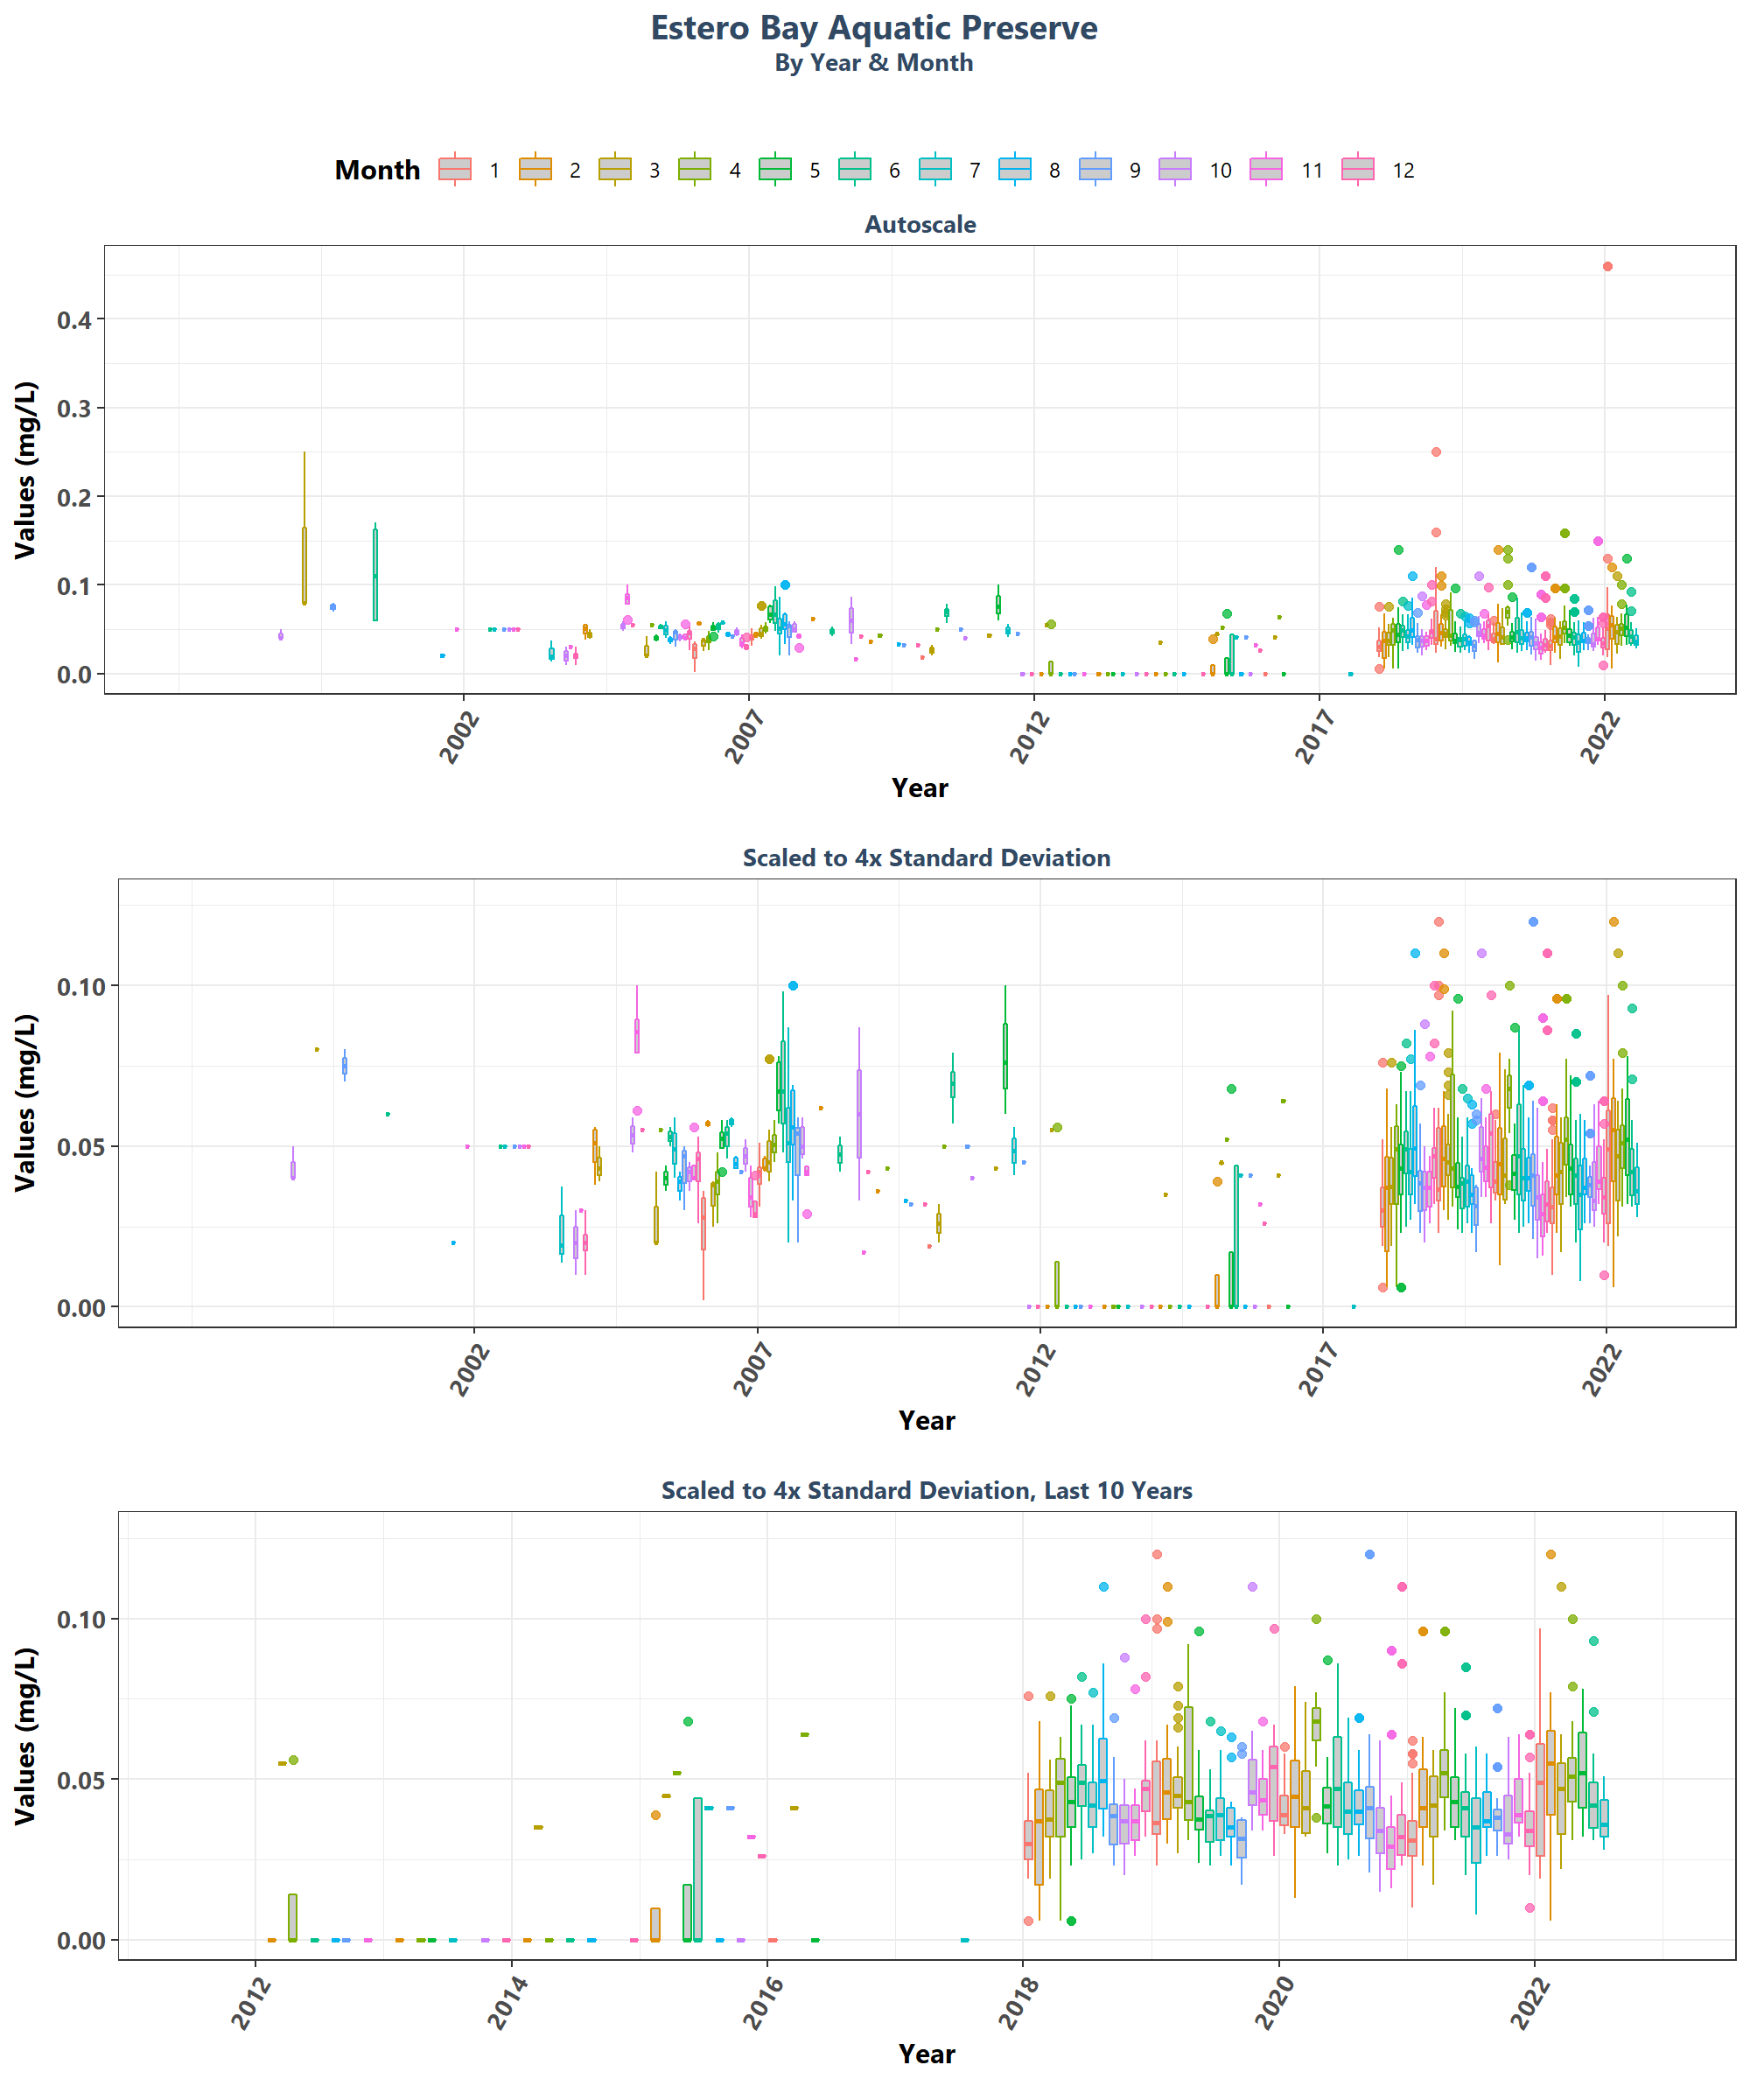 Estero Bay Aquatic Preserve
By Year & Month
Month 1 2 3 4 5 6 7 8 9 10 11 12
Autoscale
Values (mg/L)
0.4
0.3
0.2
0.1
0.0
2002 2007 2012 2017 2022
Year
Scaled to 4x Standard Deviation
Values (mg/L)
0.10
0.05
0.00
2002 2007 2012 2017 2022
Year
Scaled to 4x Standard Deviation, Last 10 Years
Values (mg/L)
0.10
0.05
0.00
2012 2014 2016 2018 2020 2022
Year